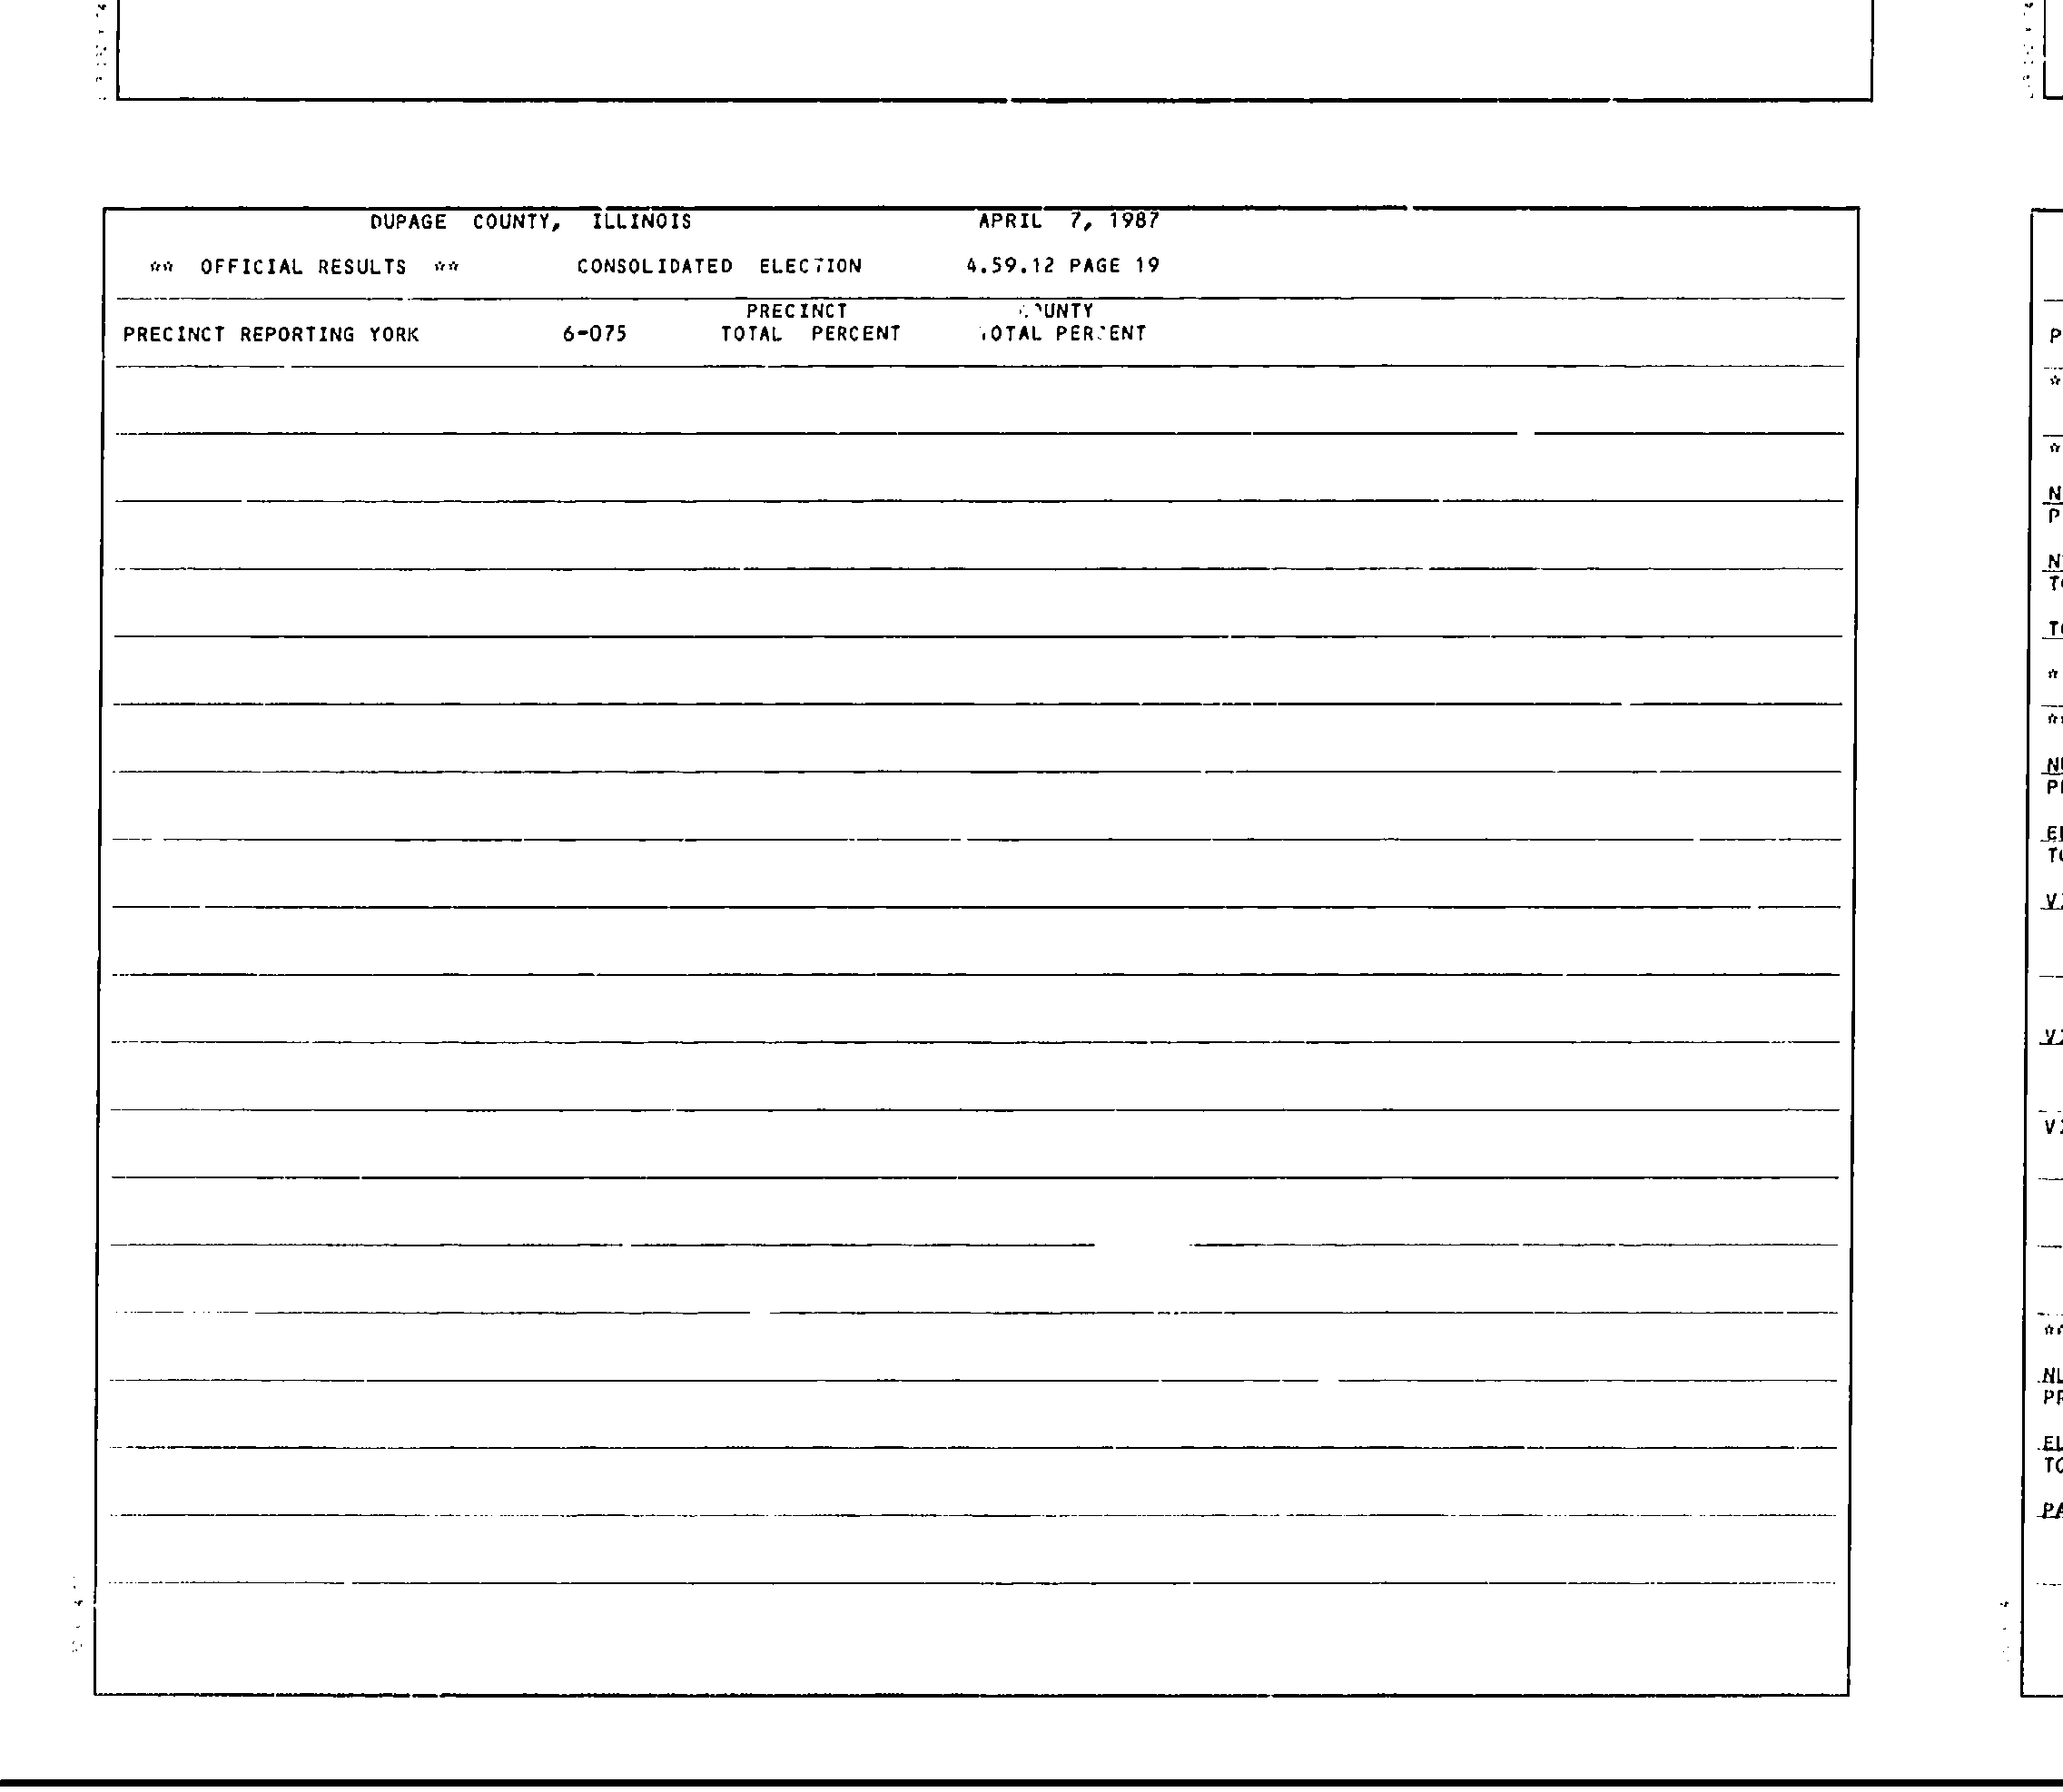 DUPAGE COUNTY, ILLINOIS APRIL 7, 1987
** OFFICIAL RESULTS ** CONSOLIDATED ELECTION 4.59.12 PAGE 19
PRECINCT COUNTY
PRECINCT REPORTING YORK 6-075 TOTAL PERCENT TOTAL PERCENT
P
*
*
N
P
N
T
*
**
P
T
**
P